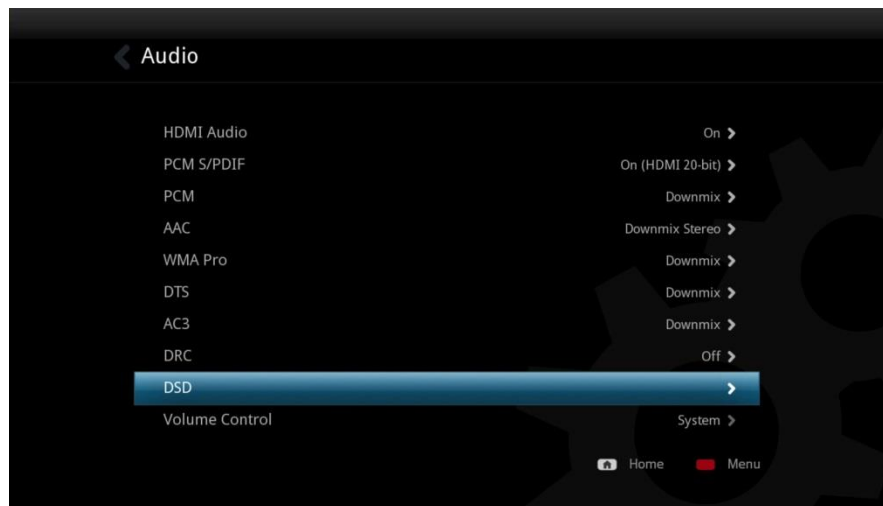 Audio
HDMI Audio On
PCM S/PDIF On (HDMI 20-bit)
PCM Downmix
AAC Downmix Stereo
WMA Pro Downmix
DTS Downmix
AC3 Downmix
DRC Off
DSD
Volume Control System
Home Menu